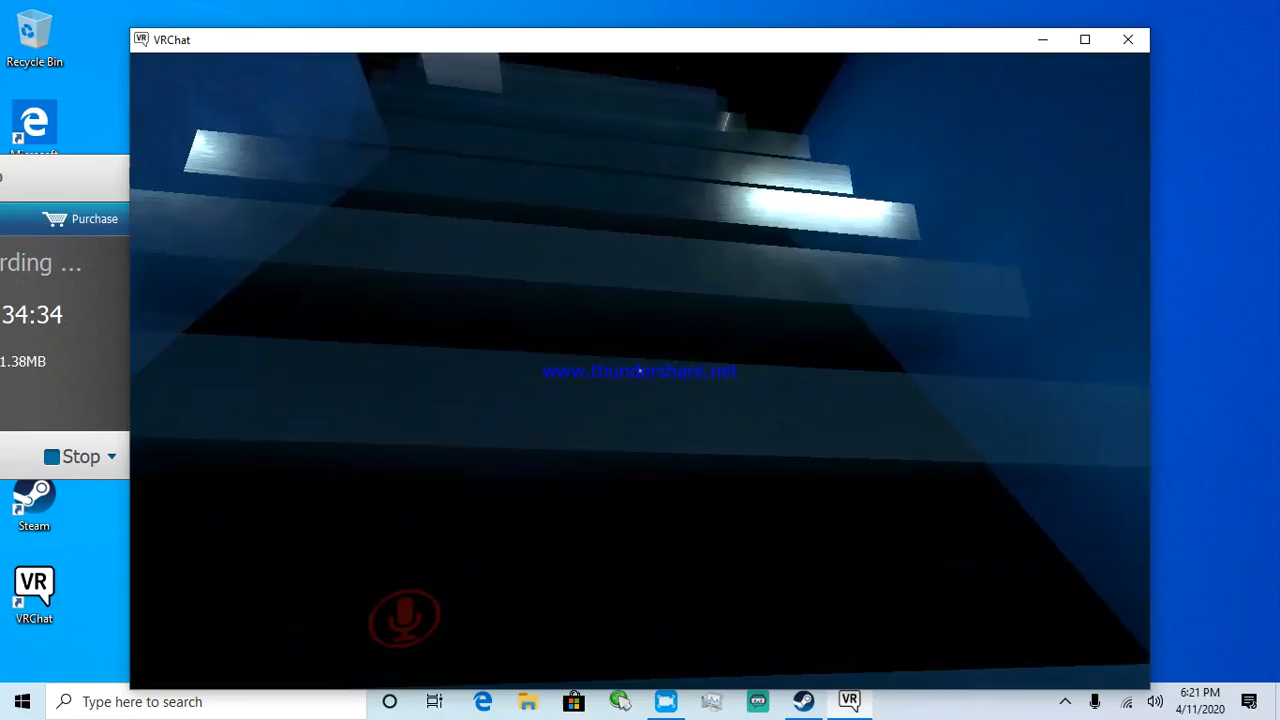 Recycle Bin
VRChat
Purchase
rding ...
34:34
1.38MB
Stop
Steam
VR
VRChat
www.thundershare.net
Type here to search
6:21 PM
4/11/2020